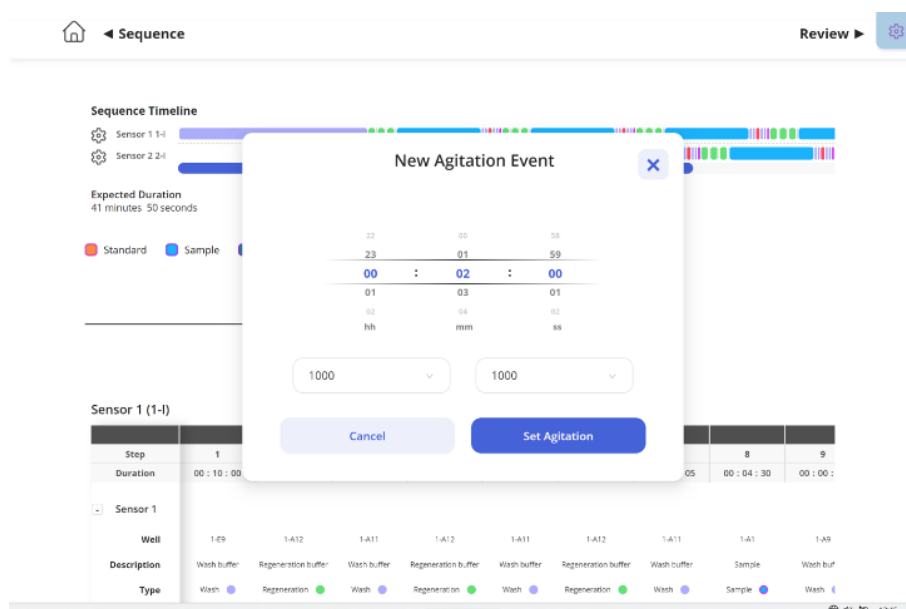 ◄ Sequence
Review ►
Sequence Timeline
Sensor 1 1-I
Sensor 2 2-I
Expected Duration
41 minutes 50 seconds
Standard Sample
New Agitation Event
22 00 58
23 01 59
00 : 02 : 00
01 03 01
02 04 02
hh mm ss
1000 1000
Cancel Set Agitation
Sensor 1 (1-I)
Step 1 8 9
Duration 00 : 10 : 00 05 00 : 04 : 30 00 : 00 :
- Sensor 1
Well 1-E9 1-A12 1-A11 1-A12 1-A11 1-A12 1-A11 1-A1 1-A9
Description Wash buffer Regeneration buffer Wash buffer Regeneration buffer Wash buffer Regeneration buffer Wash buffer Sample Wash buf
Type Wash Regeneration Wash Regeneration Wash Regeneration Wash Sample Wash